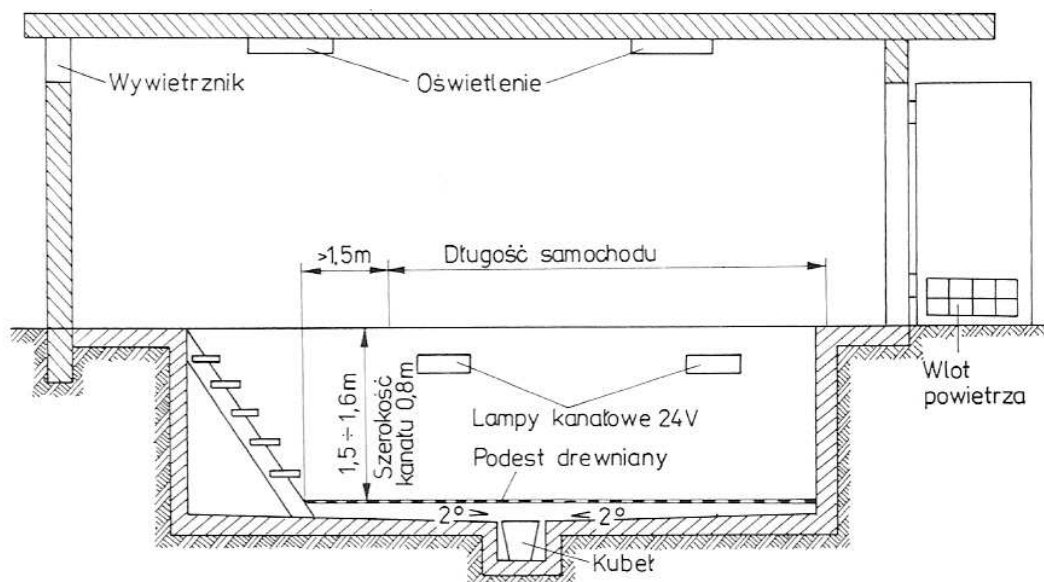 Wywietrznik
Oświetlenie
>1,5m
Długość samochodu
1,5÷1,6m
Szerokość
kanału 0,8m
Lampy kanałowe 24V
Podest drewniany
2°
2°
Kubeł
Wlot
powietrza